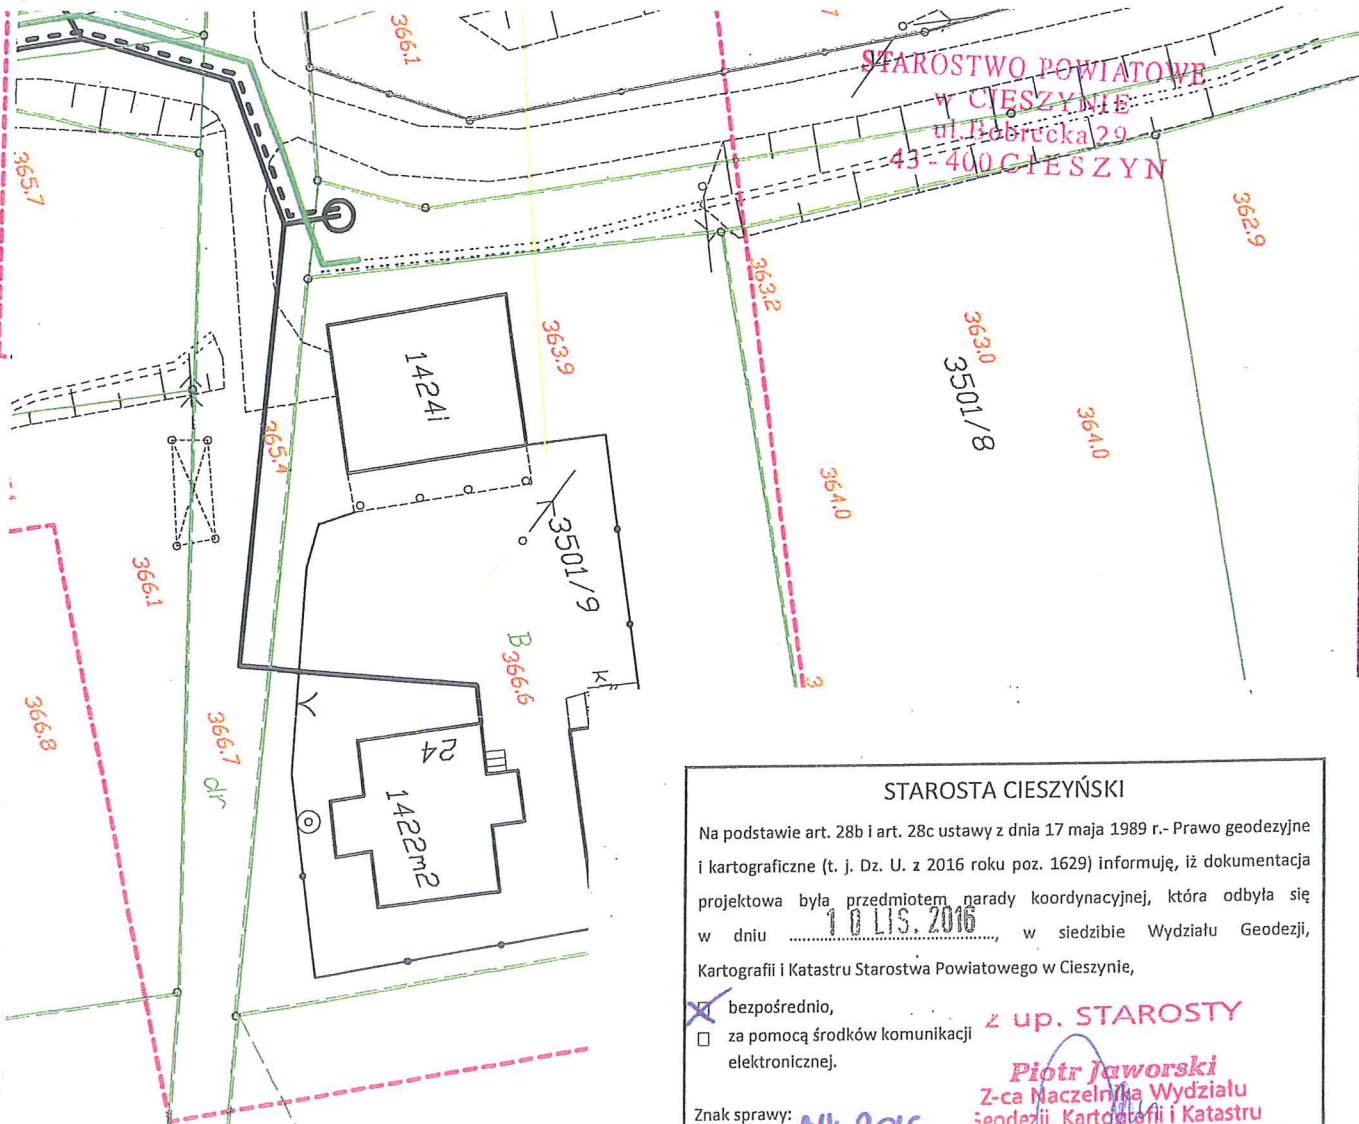 366.1
STAROSTWO POWIATOWE
W CIESZYNIE
ul. Bobrecka 29
43-400 CIESZYN
365.7
362.9
363.2
363.9
363.0
3501/8
1424i
364.0
365.4
364.0
3501/9
366.1
B
366.6
3
366.8
366.7
dr
24
1422m2
STAROSTA CIESZYŃSKI
Na podstawie art. 28b i art. 28c ustawy z dnia 17 maja 1989 r.- Prawo geodezyjne
i kartograficzne (t. j. Dz. U. z 2016 roku poz. 1629) informuję, iż dokumentacja
projektowa była przedmiotem narady koordynacyjnej, która odbyła się
w dniu 10 LIS. 2016, w siedzibie Wydziału Geodezji,
Kartografii i Katastru Starostwa Powiatowego w Cieszynie,
bezpośrednio,
za pomocą środków komunikacji
elektronicznej.
Z up. STAROSTY
Piotr Jaworski
Z-ca Naczelnika Wydziału
Geodezji, Kartografii i Katastru
Znak sprawy: